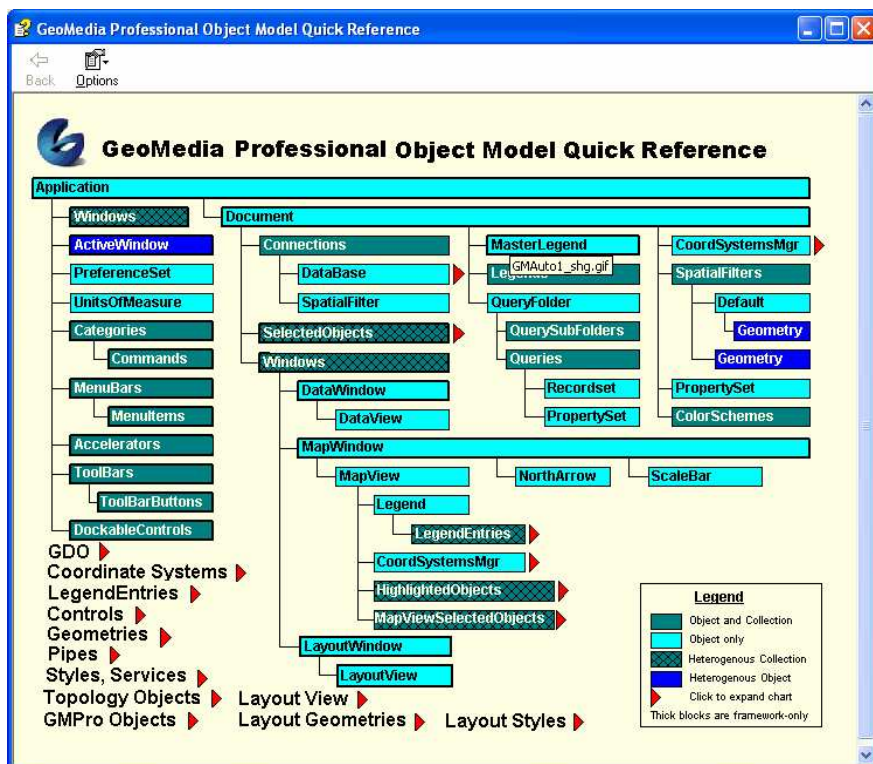 GeoMedia Professional Object Model Quick Reference
Back
Options
GeoMedia Professional Object Model Quick Reference
Application
Windows
Document
ActiveWindow
Connections
MasterLegend
CoordSystemsMgr
GMAuto1_shg.gif
PreferenceSet
DataBase
Legends
SpatialFilters
UnitsOfMeasure
SpatialFilter
QueryFolder
Default
Categories
SelectedObjects
QuerySubFolders
Geometry
Commands
Windows
Queries
Geometry
MenuBars
DataWindow
Recordset
PropertySet
MenuItems
DataView
PropertySet
ColorSchemes
Accelerators
MapWindow
ToolBars
MapView
NorthArrow
ScaleBar
ToolBarButtons
Legend
DockableControls
LegendEntries
GDO
CoordSystemsMgr
Coordinate Systems
LegendEntries
HighlightedObjects
Controls
MapViewSelectedObjects
Geometries
LayoutWindow
Pipes
LayoutView
Styles, Services
Topology Objects
Layout View
GMPro Objects
Layout Geometries
Layout Styles
Legend
Object and Collection
Object only
Heterogenous Collection
Heterogenous Object
Click to expand chart
Thick blocks are framework-only